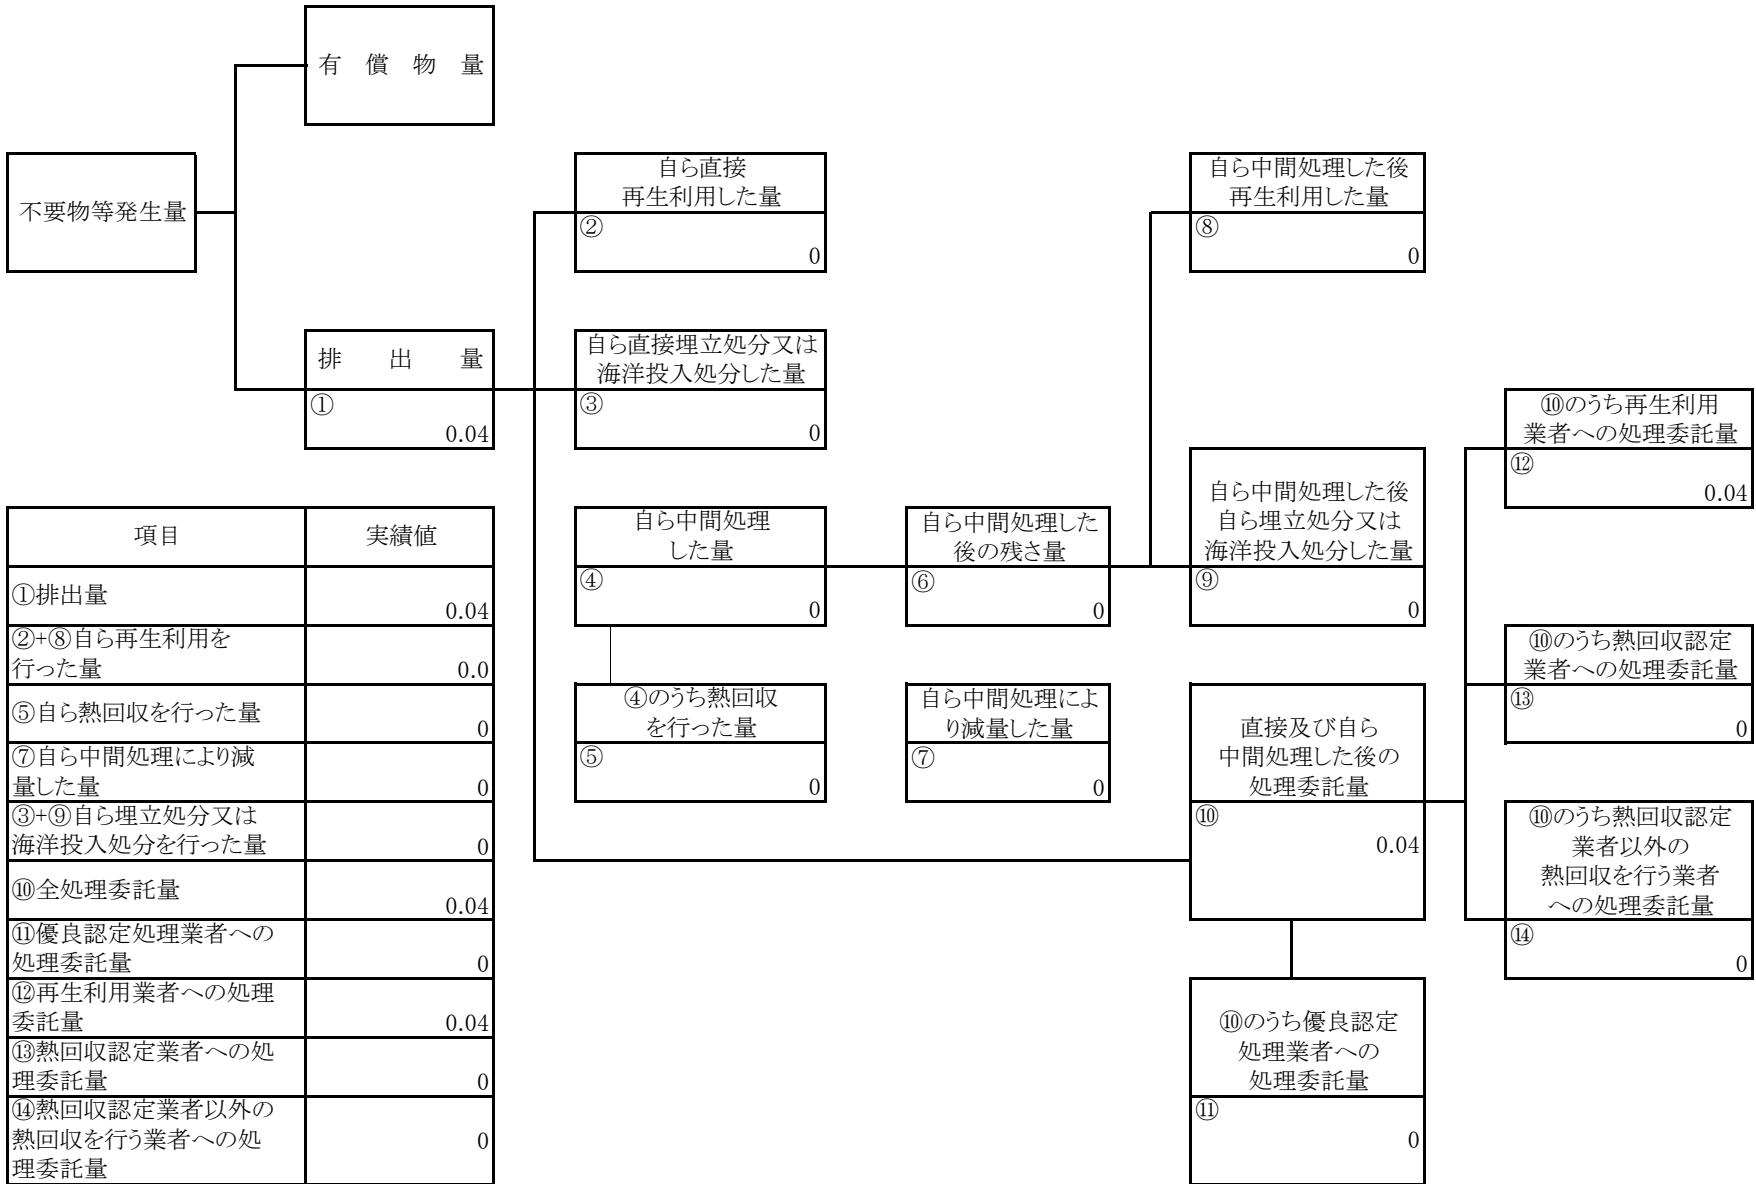 有 償 物 量
不要物等発生量
自ら直接
再生利用した量
②
0
自ら中間処理した後
再生利用した量
⑧
0
排 出 量
①
0.04
自ら直接埋立処分又は
海洋投入処分した量
③
0
⑩のうち再生利用
業者への処理委託量
⑫
0.04
自ら中間処理
した量
④
0
自ら中間処理した
後の残さ量
⑥
0
自ら中間処理した後
自ら埋立処分又は
海洋投入処分した量
⑨
0
⑩のうち熱回収認定
業者への処理委託量
⑬
0
④のうち熱回収
を行った量
⑤
0
自ら中間処理によ
り減量した量
⑦
0
直接及び自ら
中間処理した後の
処理委託量
⑩
0.04
⑩のうち熱回収認定
業者以外の
熱回収を行う業者
への処理委託量
⑭
0
⑩のうち優良認定
処理業者への
処理委託量
⑪
0
項目
実績値
①排出量
0.04
②+⑧自ら再生利用を
行った量
0.0
⑤自ら熱回収を行った量
0
⑦自ら中間処理により減
量した量
0
③+⑨自ら埋立処分又は
海洋投入処分を行った量
0
⑩全処理委託量
0.04
⑪優良認定処理業者への
処理委託量
0
⑫再生利用業者への処理
委託量
0.04
⑬熱回収認定業者への処
理委託量
0
⑭熱回収認定業者以外の
熱回収を行う業者への処
理委託量
0